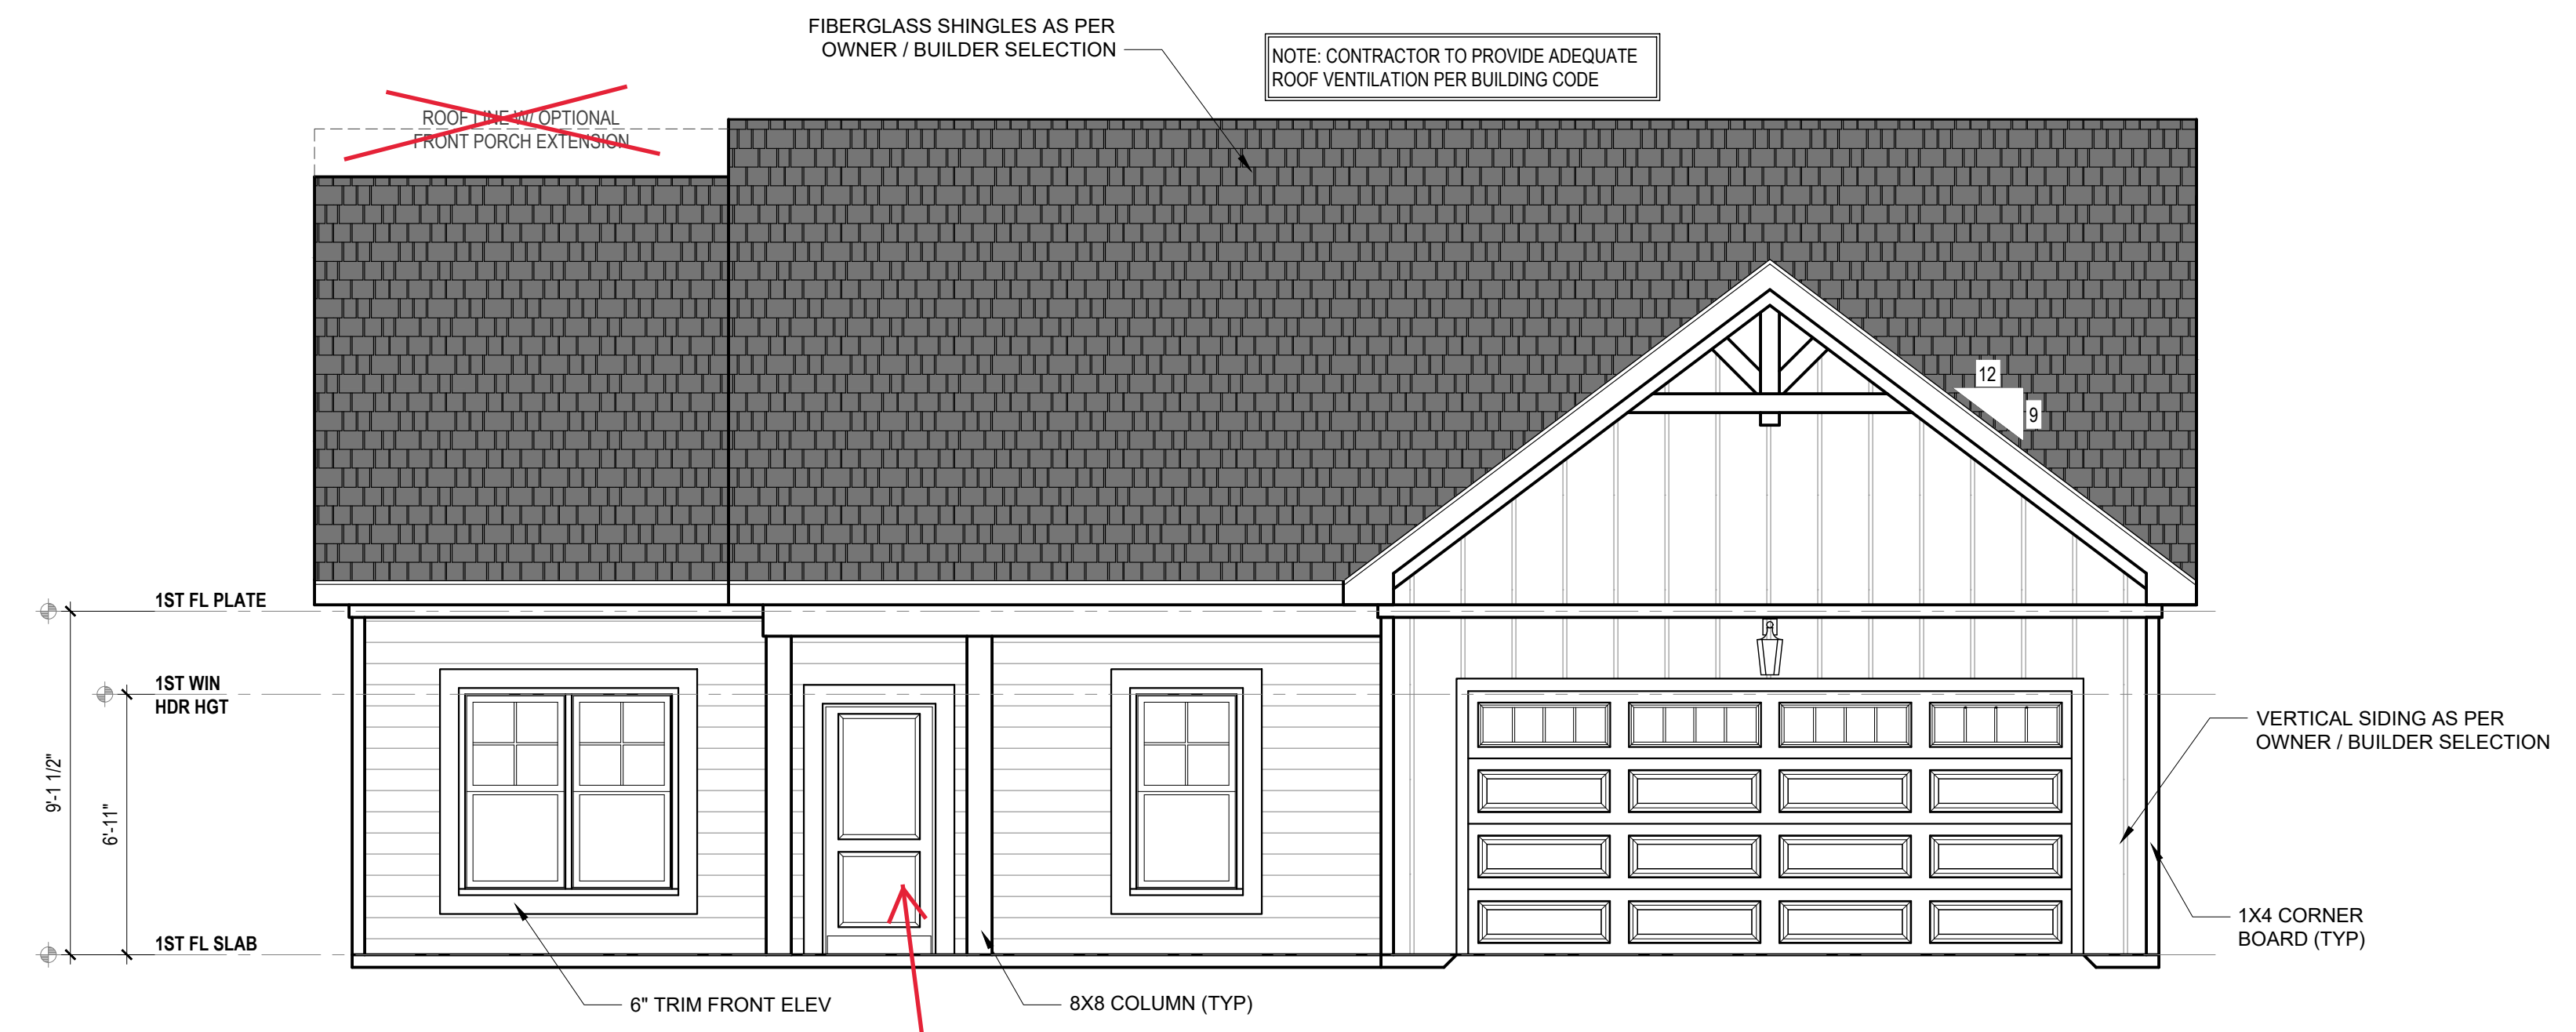 FIBERGLASS SHINGLES AS PER
OWNER / BUILDER SELECTION
NOTE: CONTRACTOR TO PROVIDE ADEQUATE
ROOF VENTILATION PER BUILDING CODE
ROOF LINE W/ OPTIONAL
FRONT PORCH EXTENSION
12
9
1ST FL PLATE
1ST WIN
HDR HGT
9'-1 1/2"
6'-11"
1ST FL SLAB
VERTICAL SIDING AS PER
OWNER / BUILDER SELECTION
1X4 CORNER
BOARD (TYP)
6" TRIM FRONT ELEV
8X8 COLUMN (TYP)